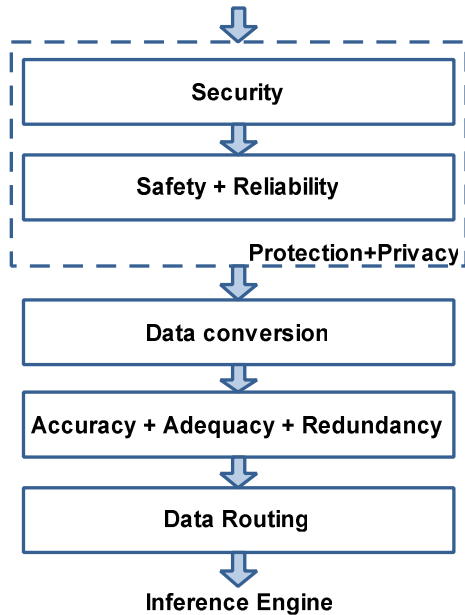 Security
Safety + Reliability
Protection+Privacy
Data conversion
Accuracy + Adequacy + Redundancy
Data Routing
Inference Engine